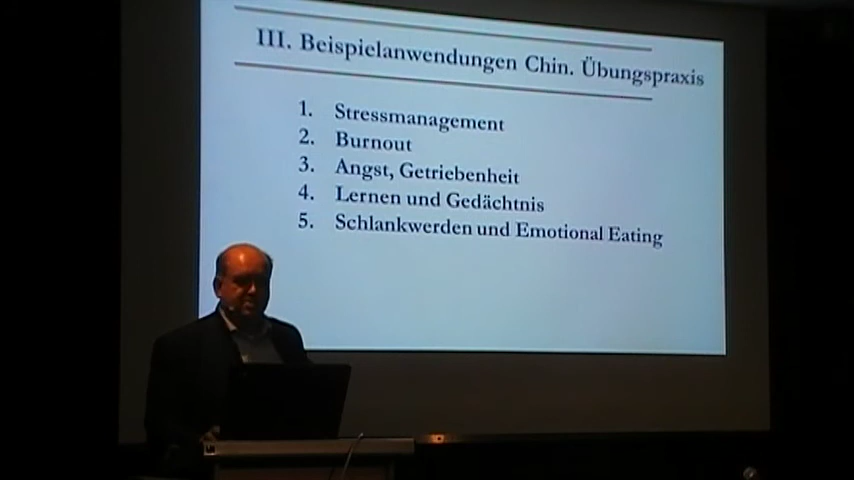 III. Beispielanwendungen Chin. Übungspraxis
1. Stressmanagement
2. Burnout
3. Angst, Getriebenheit
4. Lernen und Gedächtnis
5. Schlankwerden und Emotional Eating